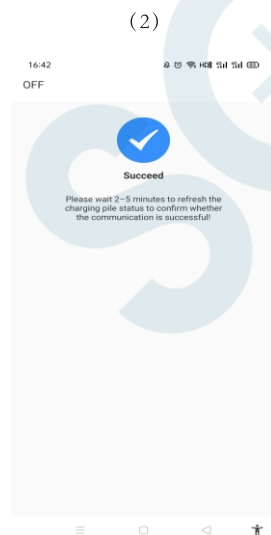 (2)
16:42
OFF
Succeed
Please wait 2–5 minutes to refresh the
charging pile status to confirm whether
the communication is successful!